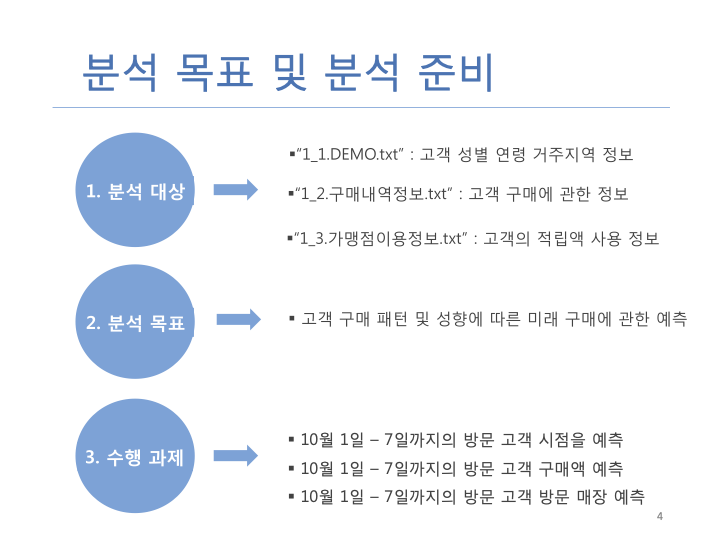 분석 목표 및 분석 준비
1. 분석 대상
▪"1_1.DEMO.txt" : 고객 성별 연령 거주지역 정보
▪"1_2.구매내역정보.txt" : 고객 구매에 관한 정보
▪"1_3.가맹점이용정보.txt" : 고객의 적립액 사용 정보
2. 분석 목표
▪ 고객 구매 패턴 및 성향에 따른 미래 구매에 관한 예측
3. 수행 과제
▪ 10월 1일 – 7일까지의 방문 고객 시점을 예측
▪ 10월 1일 – 7일까지의 방문 고객 구매액 예측
▪ 10월 1일 – 7일까지의 방문 고객 방문 매장 예측
4